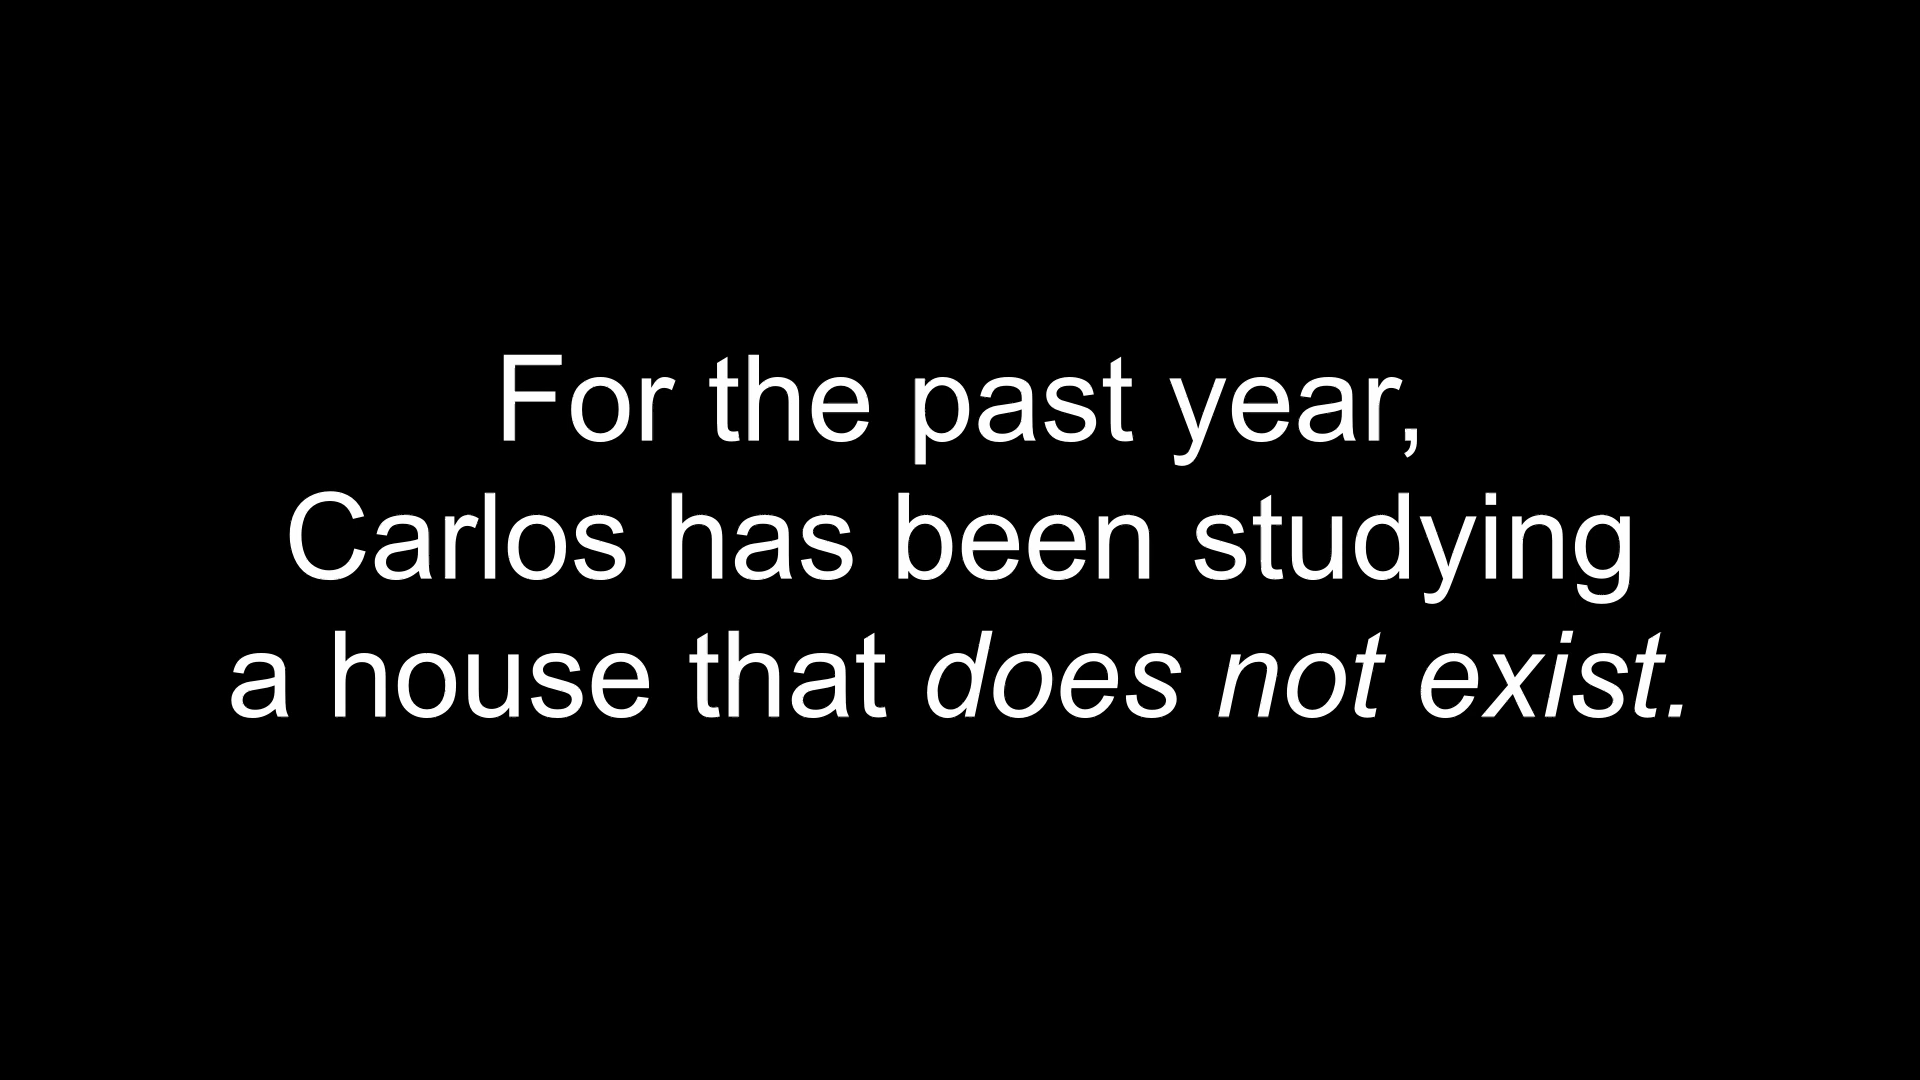 For the past year,
Carlos has been studying
a house that does not exist.